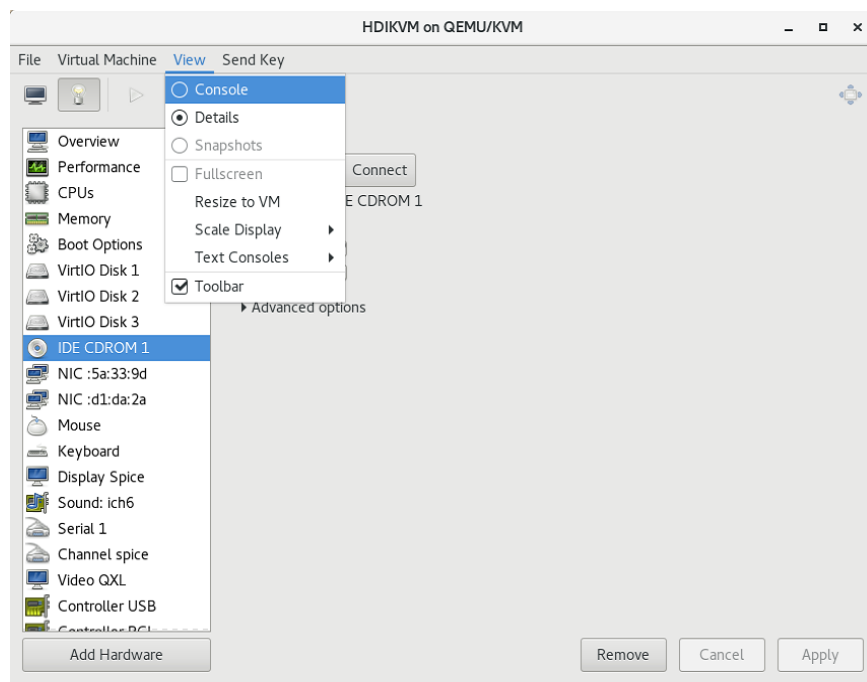 HDIKVM on QEMU/KVM
File Virtual Machine View Send Key
Console
Details
Snapshots
Fullscreen
Resize to VM
Scale Display
Text Consoles
Toolbar
Connect
E CDROM 1
Advanced options
Overview
Performance
CPUs
Memory
Boot Options
VirtIO Disk 1
VirtIO Disk 2
VirtIO Disk 3
IDE CDROM 1
NIC :5a:33:9d
NIC :d1:da:2a
Mouse
Keyboard
Display Spice
Sound: ich6
Serial 1
Channel spice
Video QXL
Controller USB
Controller PCI
Add Hardware
Remove Cancel Apply